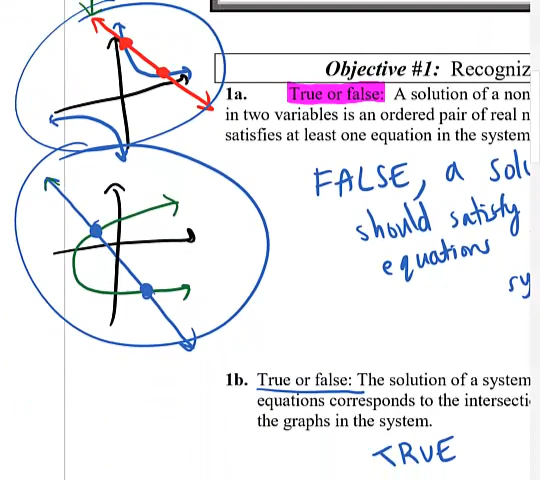 Objective #1: Recogniz
1a. True or false: A solution of a non
in two variables is an ordered pair of real n
satisfies at least one equation in the system
FALSE, a solu
should satisfy
equations
sy
1b. True or false: The solution of a system
equations corresponds to the intersecti
the graphs in the system.
TRUE